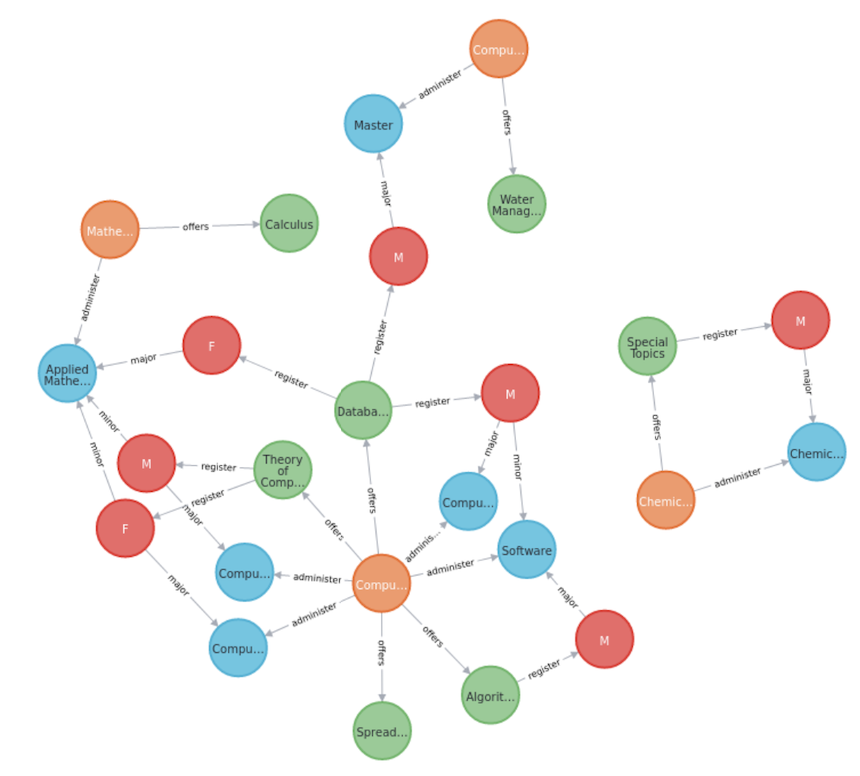 Compu...
administer
Master
offers
Water
Manag...
major
Mathe...
offers
Calculus
M
administer
register
F
major
Applied
Mathe...
register
Databa...
register
M
Special
Topics
register
M
major
minor
minor
M
register
Theory
of
Comp...
register
F
major
offers
offers
major
minor
Compu...
adminis...
Software
offers
Chemic...
administer
Chemic...
Compu...
administer
Compu...
administer
administer
major
Compu...
offers
offers
major
M
register
Algorit...
Spread...